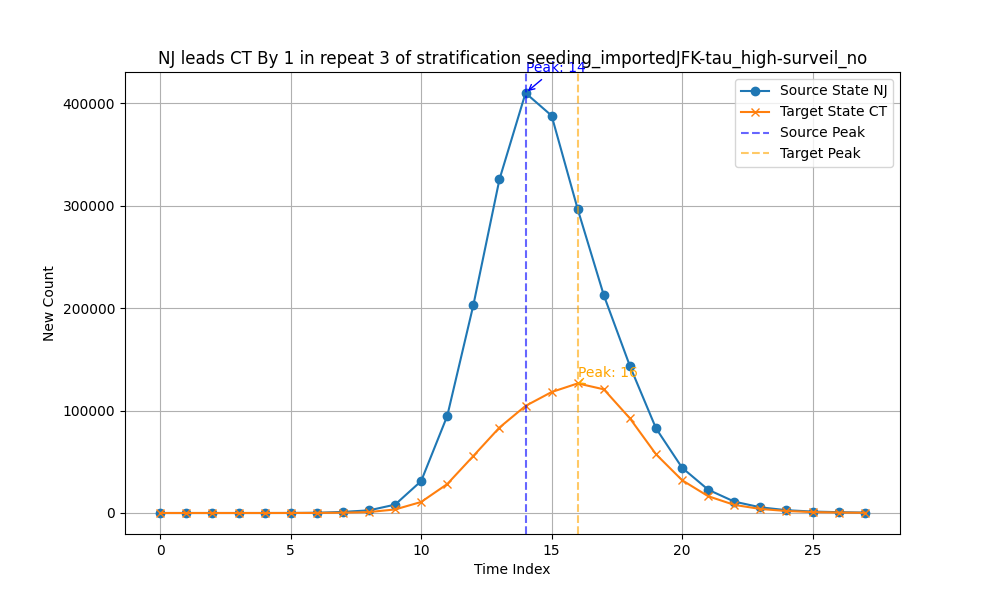 NJ leads CT By 1 in repeat 3 of stratification seeding_importedJFK-tau_high-surveil_no
Peak: 14
Source State NJ
Target State CT
Source Peak
Target Peak
400000
300000
200000
100000
0
New Count
Peak: 16
0 5 10 15 20 25
Time Index